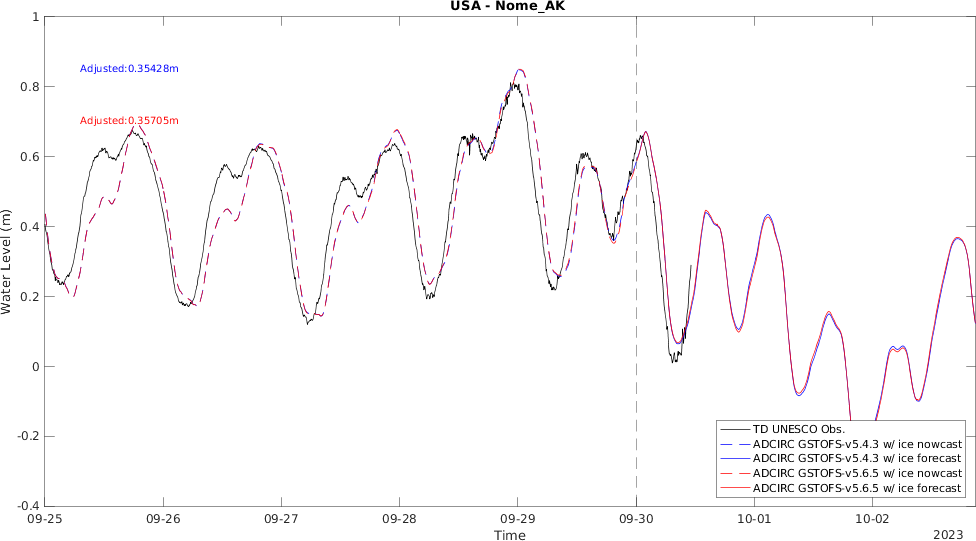 USA - Nome_AK
1
0.8
0.6
0.4
0.2
0
-0.2
-0.4
Water Level (m)
Adjusted:0.35428m
Adjusted:0.35705m
TD UNESCO Obs.
ADCIRC GSTOFS-v5.4.3 w/ ice nowcast
ADCIRC GSTOFS-v5.4.3 w/ ice forecast
ADCIRC GSTOFS-v5.6.5 w/ ice nowcast
ADCIRC GSTOFS-v5.6.5 w/ ice forecast
09-25 09-26 09-27 09-28 09-29 09-30 10-01 10-02
Time
2023